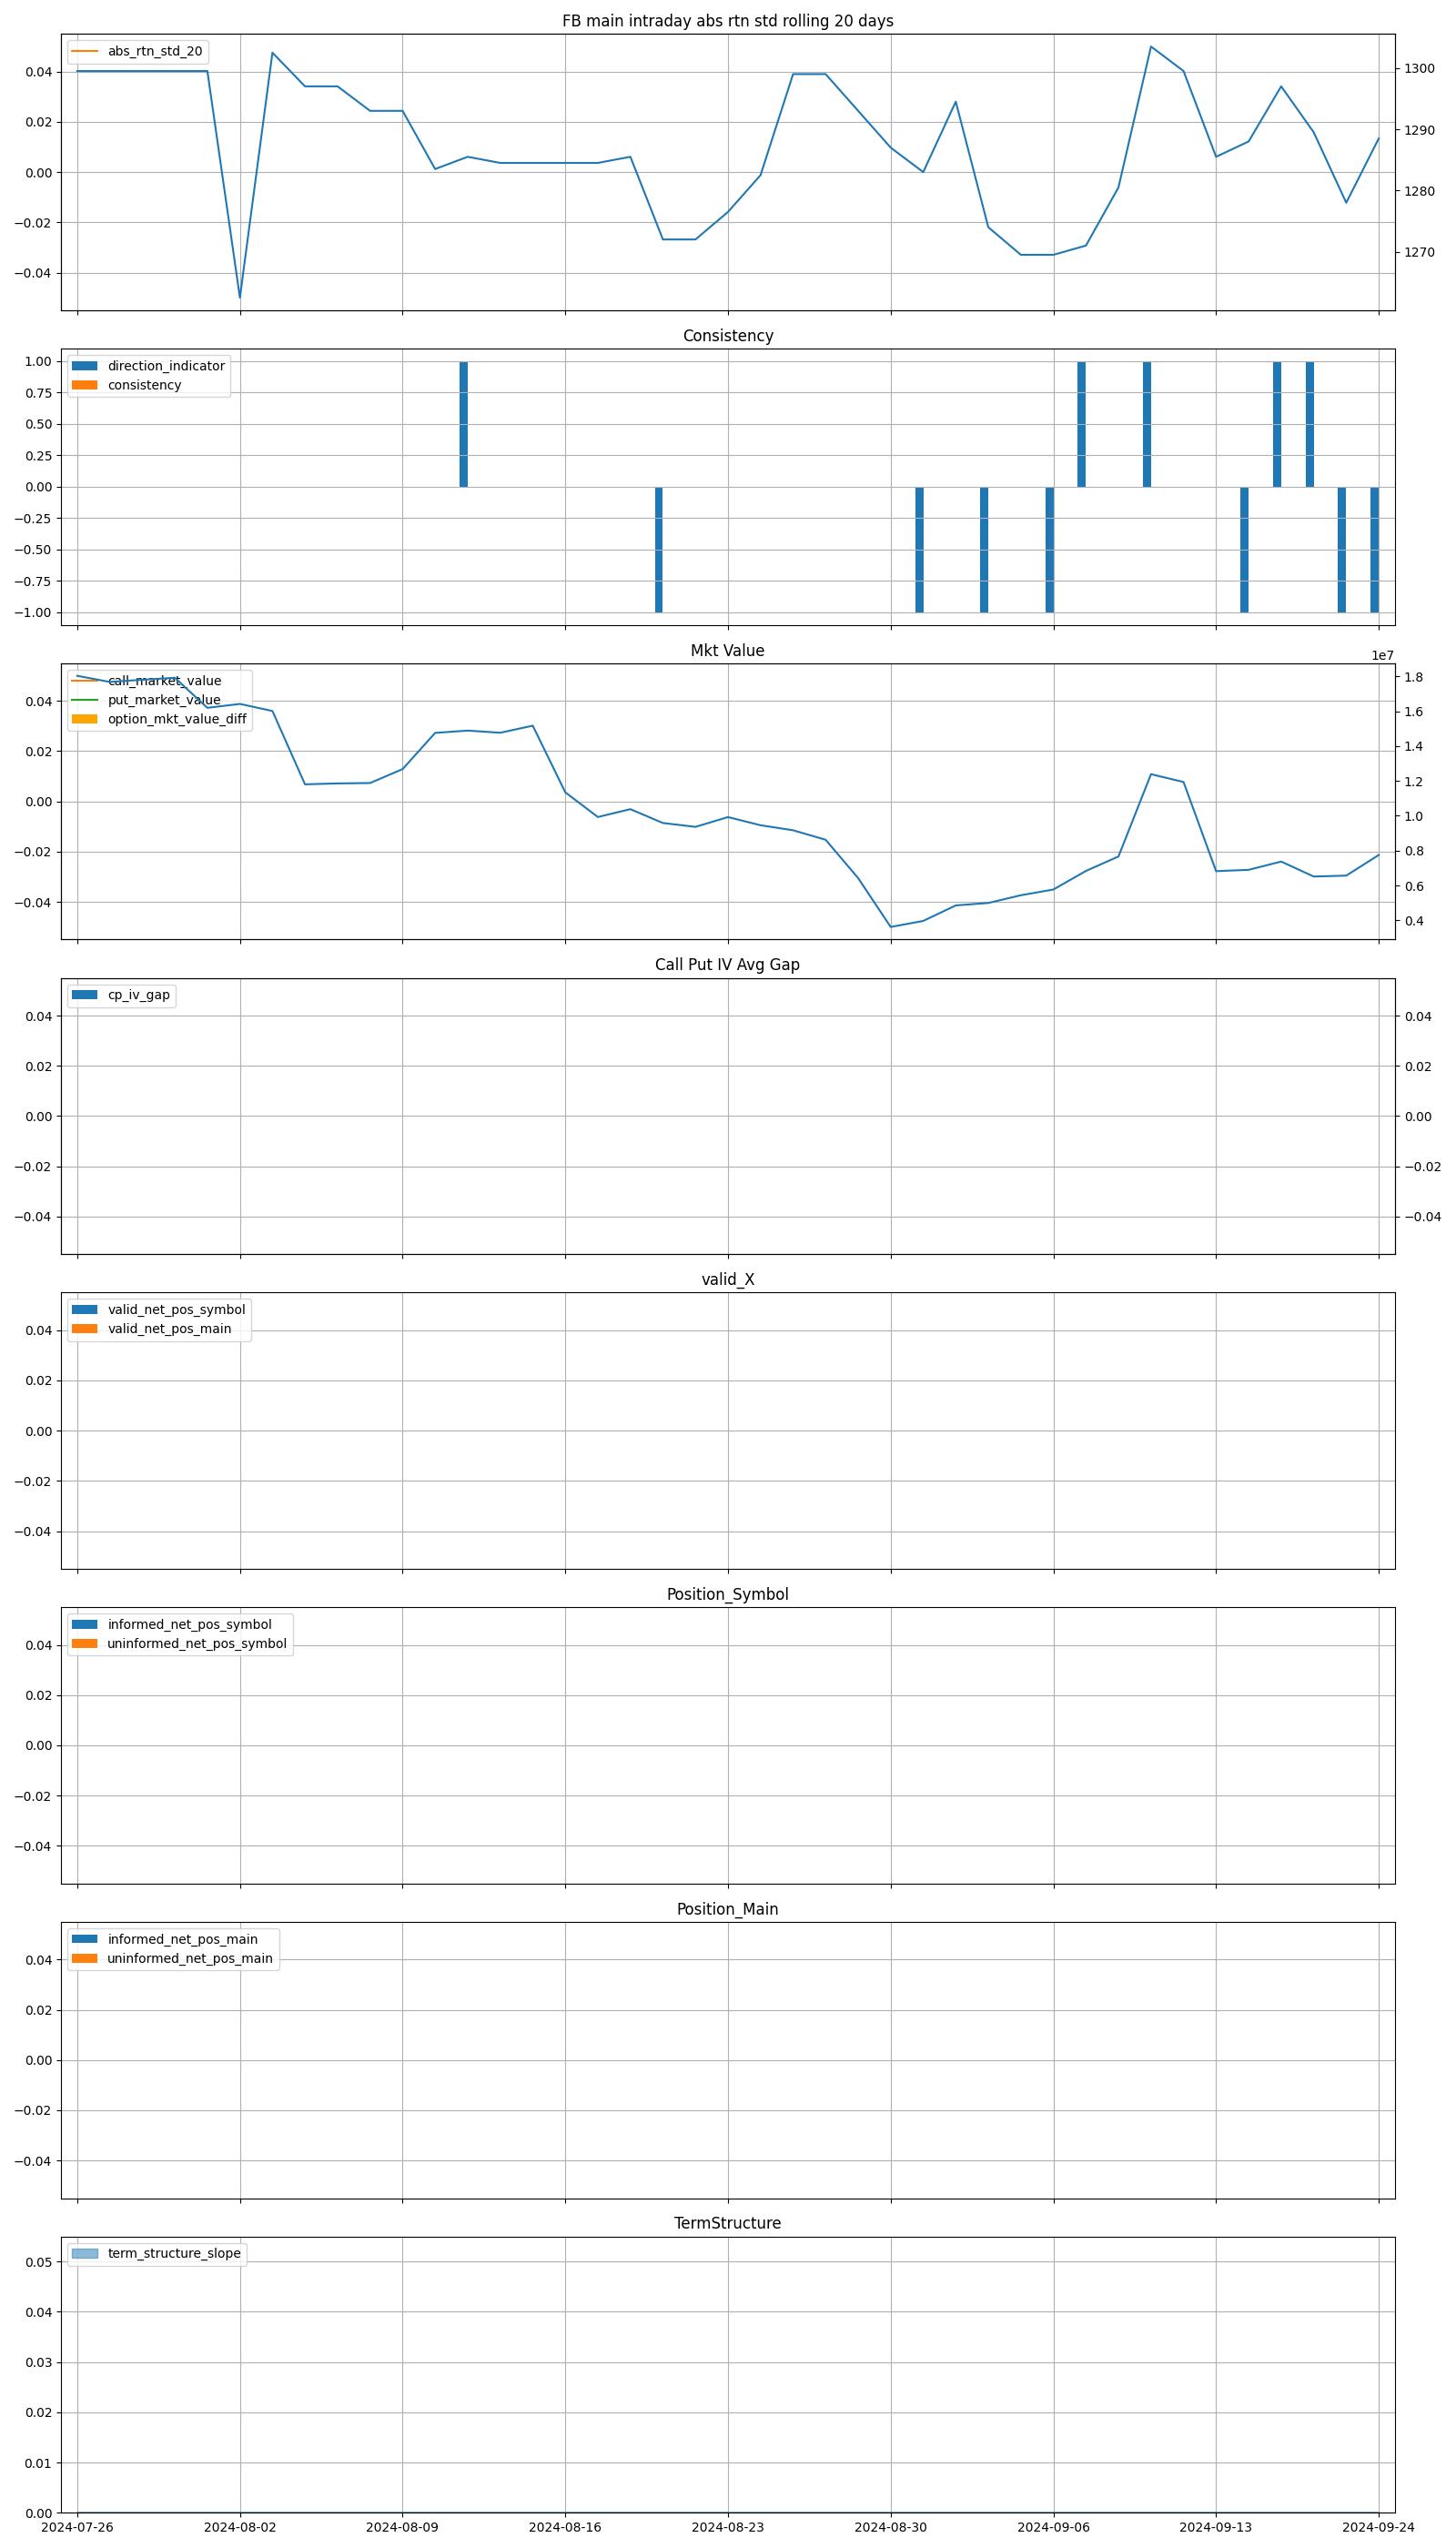 FB main intraday abs rtn std rolling 20 days
abs_rtn_std_20
0.04
0.02
0.00
−0.02
−0.04
1300
1290
1280
1270
Consistency
direction_indicator
consistency
1.00
0.75
0.50
0.25
0.00
−0.25
−0.50
−0.75
−1.00
Mkt Value
1e7
call_market_value
put_market_value
option_mkt_value_diff
0.04
0.02
0.00
−0.02
−0.04
1.8
1.6
1.4
1.2
1.0
0.8
0.6
0.4
Call Put IV Avg Gap
cp_iv_gap
0.04
0.02
0.00
−0.02
−0.04
0.04
0.02
0.00
−0.02
−0.04
valid_X
valid_net_pos_symbol
valid_net_pos_main
0.04
0.02
0.00
−0.02
−0.04
Position_Symbol
informed_net_pos_symbol
uninformed_net_pos_symbol
0.04
0.02
0.00
−0.02
−0.04
Position_Main
informed_net_pos_main
uninformed_net_pos_main
0.04
0.02
0.00
−0.02
−0.04
TermStructure
term_structure_slope
0.05
0.04
0.03
0.02
0.01
0.00
2024-07-26 2024-08-02 2024-08-09 2024-08-16 2024-08-23 2024-08-30 2024-09-06 2024-09-13 2024-09-24